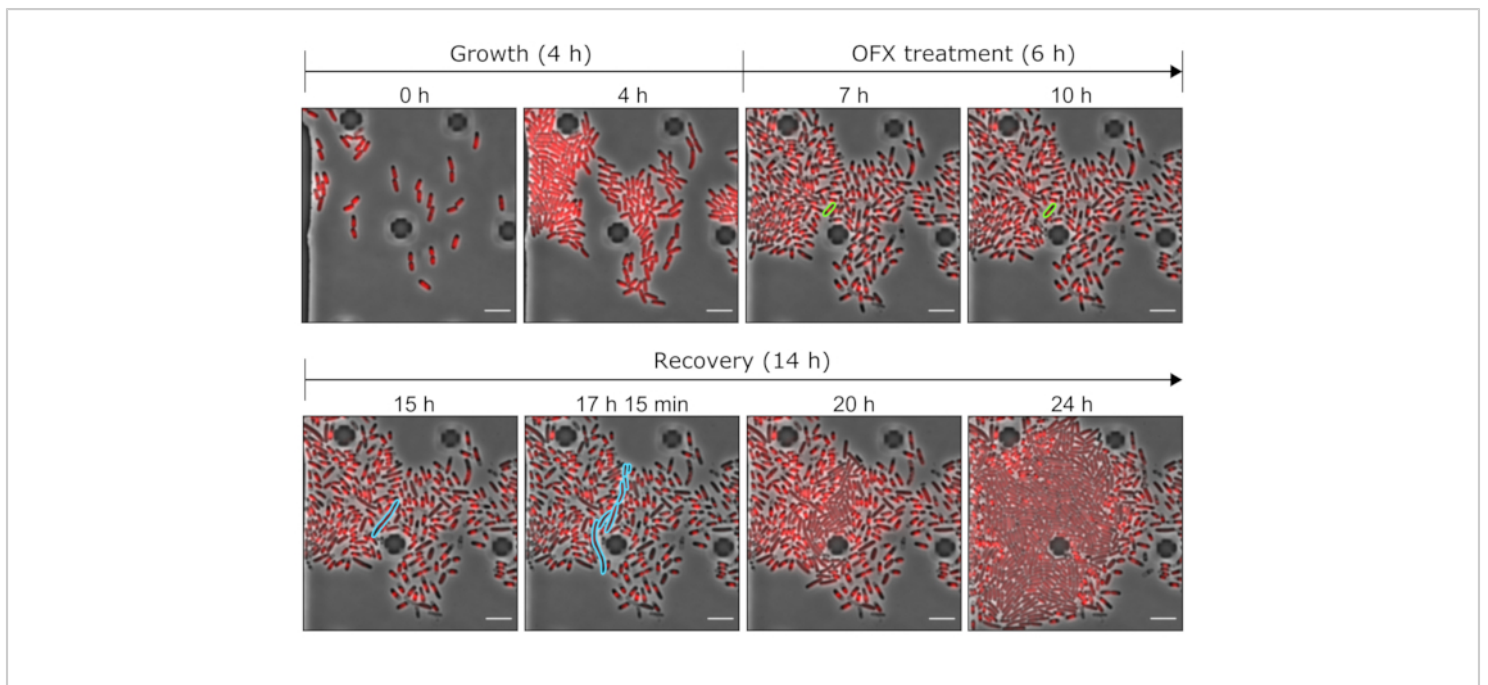 Growth (4 h) OFX treatment (6 h)
0 h 4 h 7 h 10 h
Recovery (14 h)
15 h 17 h 15 min 20 h 24 h